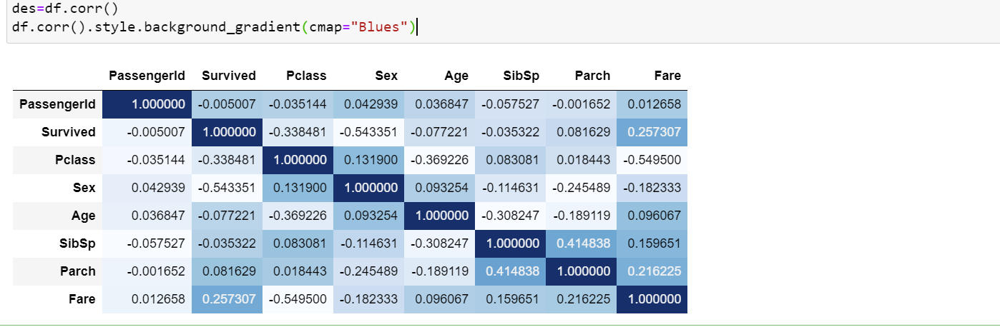 des=df.corr()
df.corr().style.background_gradient(cmap="Blues")
PassengerId Survived Pclass Sex Age SibSp Parch Fare
PassengerId 1.000000 -0.005007 -0.035144 0.042939 0.036847 -0.057527 -0.001652 0.012658
Survived -0.005007 1.000000 -0.338481 -0.543351 -0.077221 -0.035322 0.081629 0.257307
Pclass -0.035144 -0.338481 1.000000 0.131900 -0.369226 0.083081 0.018443 -0.549500
Sex 0.042939 -0.543351 0.131900 1.000000 0.093254 -0.114631 -0.245489 -0.182333
Age 0.036847 -0.077221 -0.369226 0.093254 1.000000 -0.308247 -0.189119 0.096067
SibSp -0.057527 -0.035322 0.083081 -0.114631 -0.308247 1.000000 0.414838 0.159651
Parch -0.001652 0.081629 0.018443 -0.245489 -0.189119 0.414838 1.000000 0.216225
Fare 0.012658 0.257307 -0.549500 -0.182333 0.096067 0.159651 0.216225 1.000000